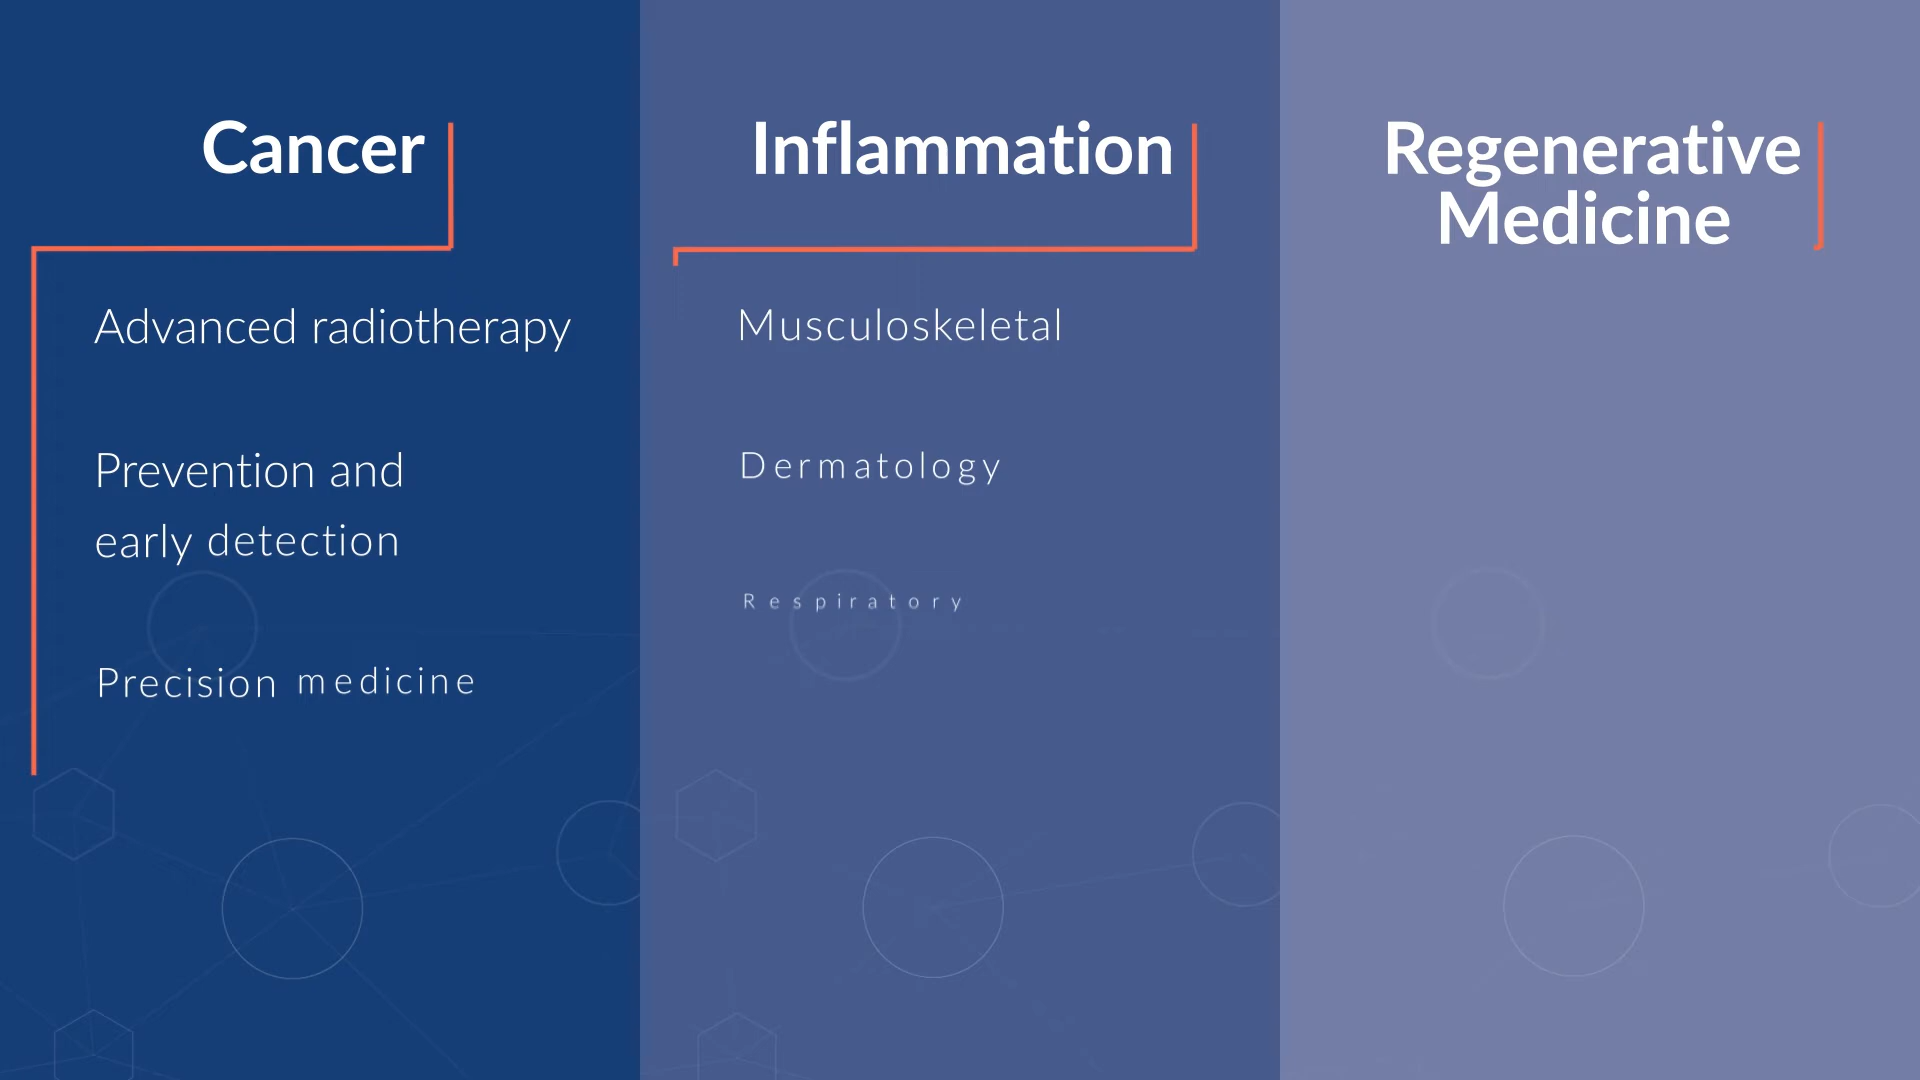 Cancer
Advanced radiotherapy
Prevention and
early detection
Precision medicine
Inflammation
Musculoskeletal
Dermatology
Respiratory
Regenerative
Medicine